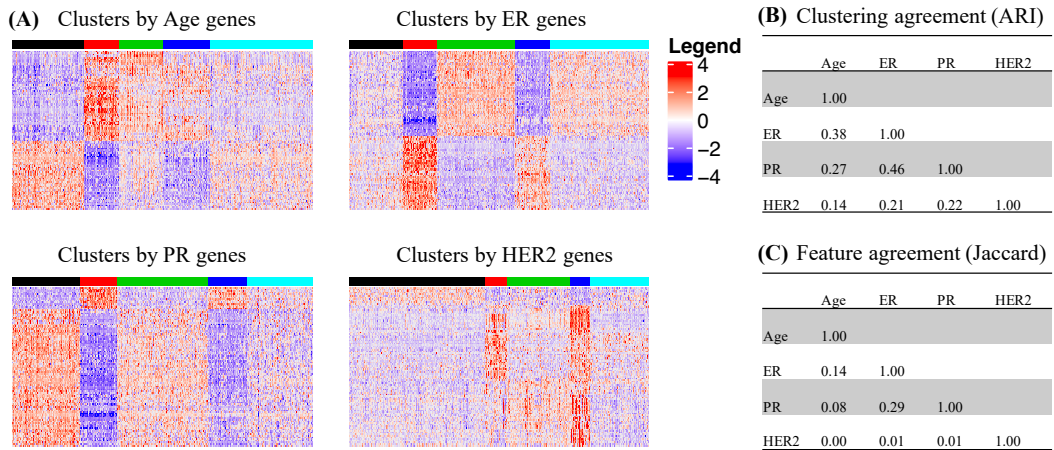 (A) Clusters by Age genes
Clusters by ER genes
Legend
4
2
0
−2
−4
Clusters by PR genes
Clusters by HER2 genes
(B) Clustering agreement (ARI)
Age ER PR HER2
Age 1.00
ER 0.38 1.00
PR 0.27 0.46 1.00
HER2 0.14 0.21 0.22 1.00
(C) Feature agreement (Jaccard)
Age ER PR HER2
Age 1.00
ER 0.14 1.00
PR 0.08 0.29 1.00
HER2 0.00 0.01 0.01 1.00